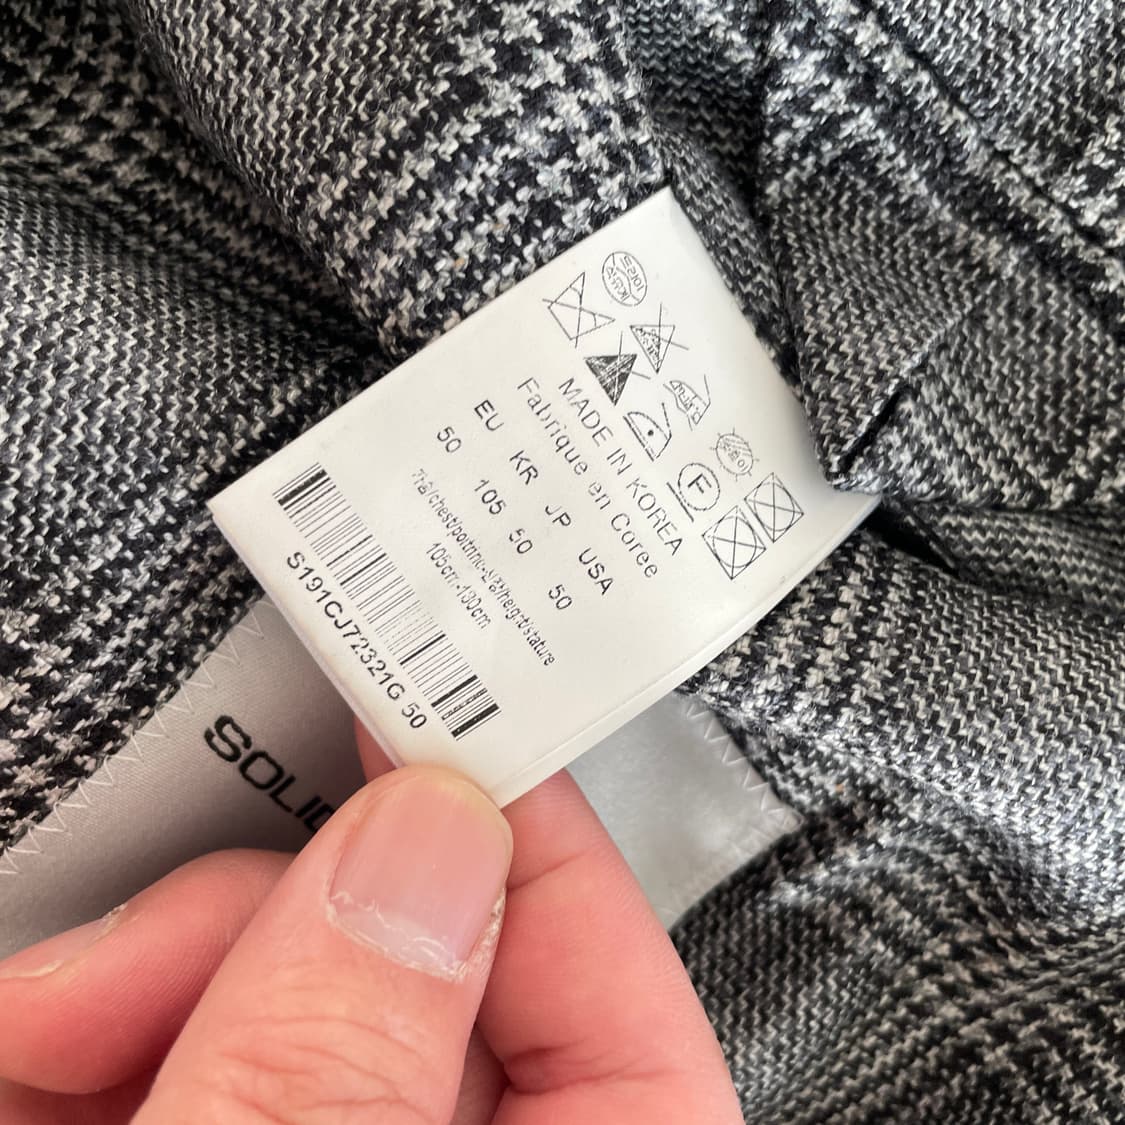 F
MADE IN KOREA
Fabrique en Coree
EU KR JP USA
50 105 50 50
105cm-180cm
S191CJ72321G 50
SOLID